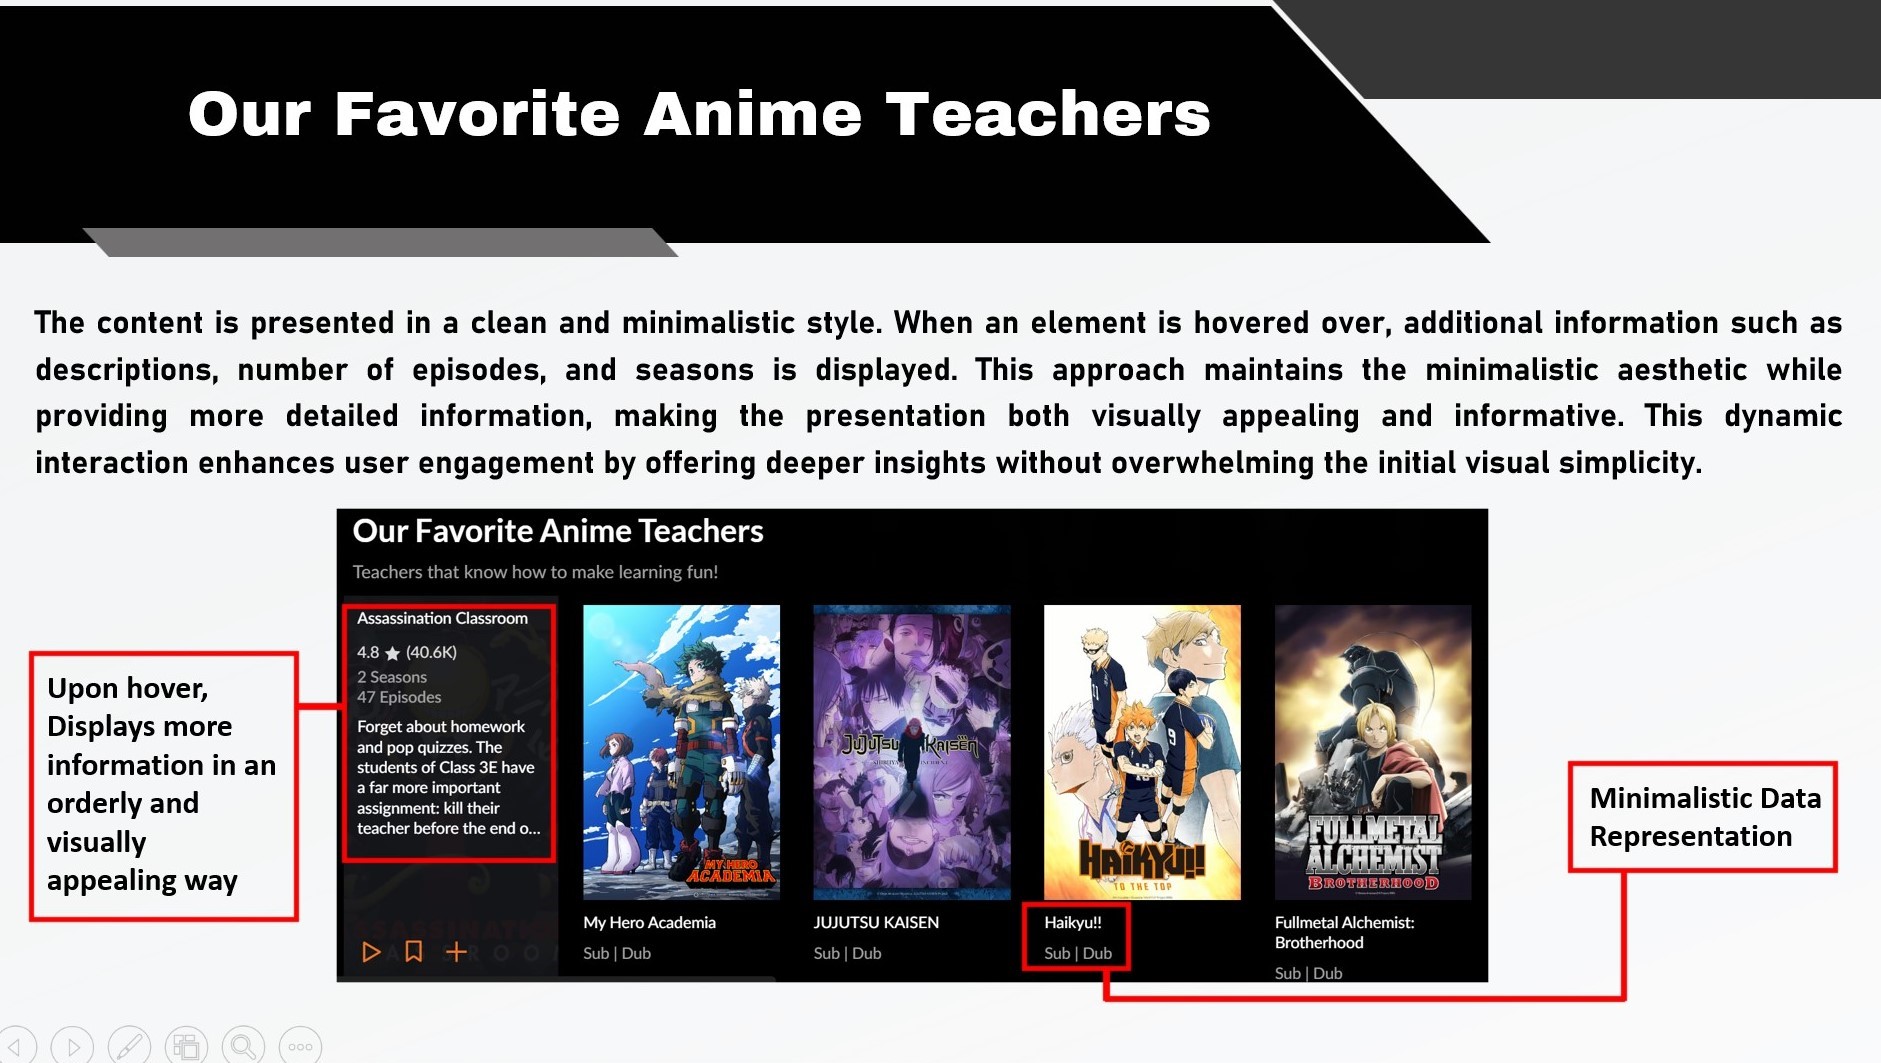 Our Favorite Anime Teachers
The content is presented in a clean and minimalistic style. When an element is hovered over, additional information such as
descriptions, number of episodes, and seasons is displayed. This approach maintains the minimalistic aesthetic while
providing more detailed information, making the presentation both visually appealing and informative. This dynamic
interaction enhances user engagement by offering deeper insights without overwhelming the initial visual simplicity.
Our Favorite Anime Teachers
Teachers that know how to make learning fun!
Upon hover,
Displays more
information in an
orderly and
visually
appealing way
Assassination Classroom
4.8 ★ (40.6K)
2 Seasons
47 Episodes
Forget about homework
and pop quizzes. The
students of Class 3E have
a far more important
assignment: kill their
teacher before the end o...
MY HERO
ACADEMIA
My Hero Academia
Sub | Dub
JUJUTSU KAISEN
JUJUTSU KAISEN
Sub | Dub
11
9
HAIKYU!!
TO THE TOP
Haikyu!!
Sub | Dub
FULLMETAL
ALCHEMIST
BROTHERHOOD
Fullmetal Alchemist:
Brotherhood
Sub | Dub
Minimalistic Data
Representation